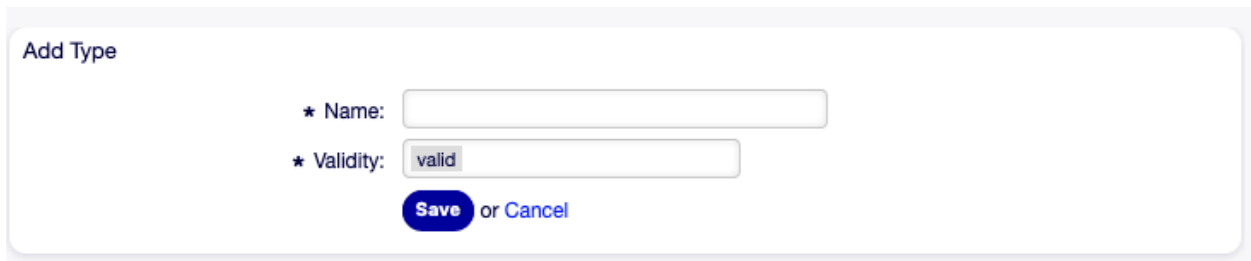 Add Type
★ Name:
★ Validity: valid
Save or Cancel